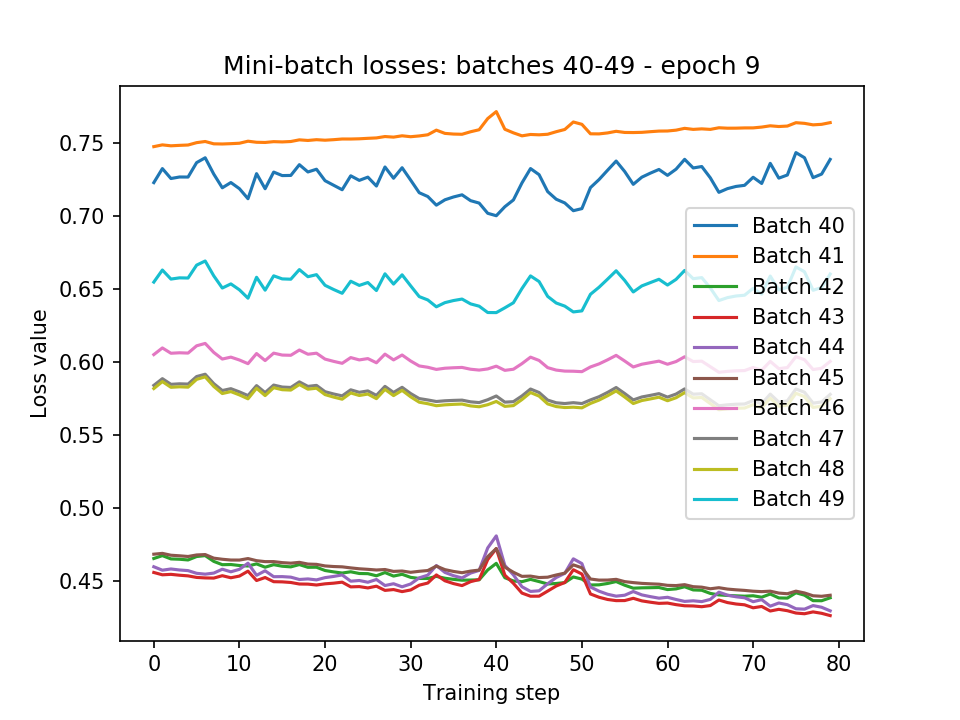 Mini-batch losses: batches 40-49 - epoch 9
Loss value
0.75
0.70
0.65
0.60
0.55
0.50
0.45
Batch 40
Batch 41
Batch 42
Batch 43
Batch 44
Batch 45
Batch 46
Batch 47
Batch 48
Batch 49
0 10 20 30 40 50 60 70 80
Training step